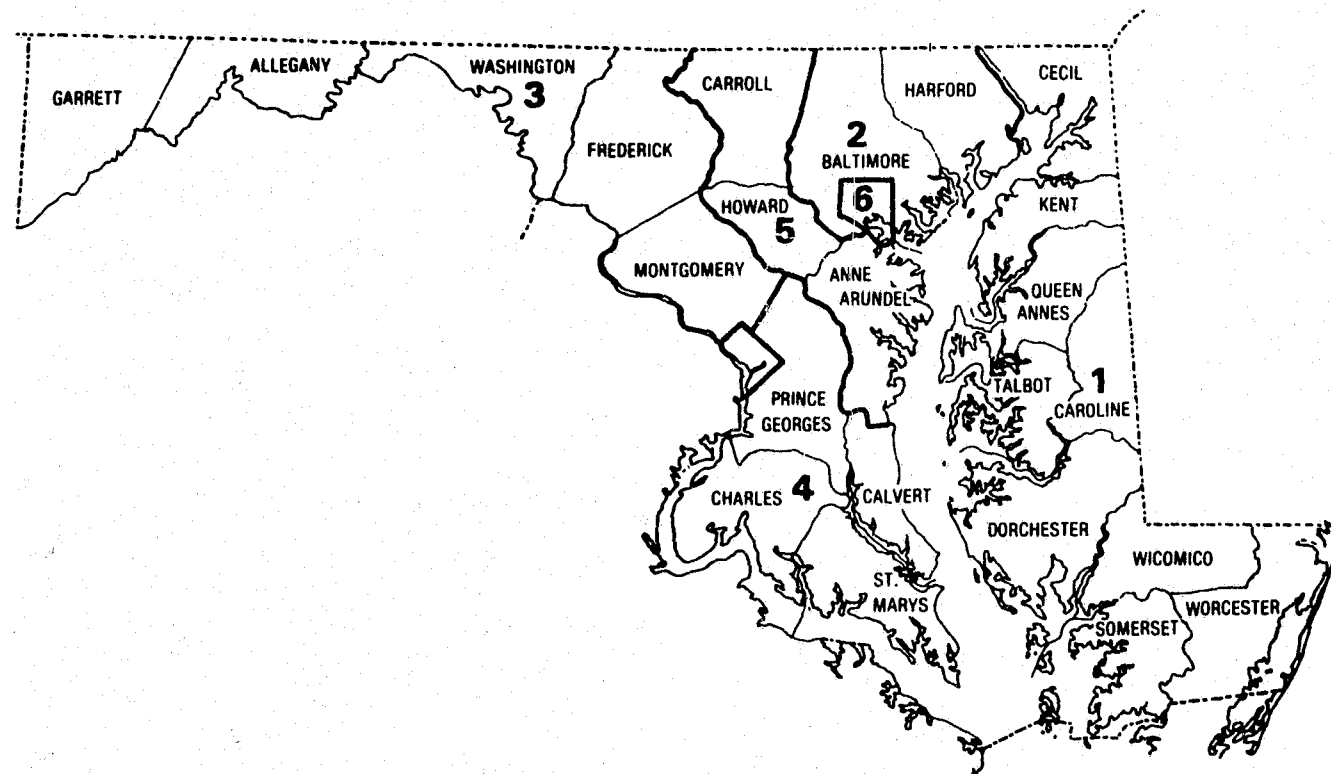 GARRETT
ALLEGANY
WASHINGTON
3
FREDERICK
CARROLL
2
BALTIMORE
HARFORD
CECIL
6
HOWARD
5
KENT
MONTGOMERY
ANNE
ARUNDEL
QUEEN
ANNES
TALBOT
1
CAROLINE
PRINCE
GEORGES
CHARLES
4
CALVERT
DORCHESTER
WICOMICO
ST.
MARYS
SOMERSET
WORCESTER